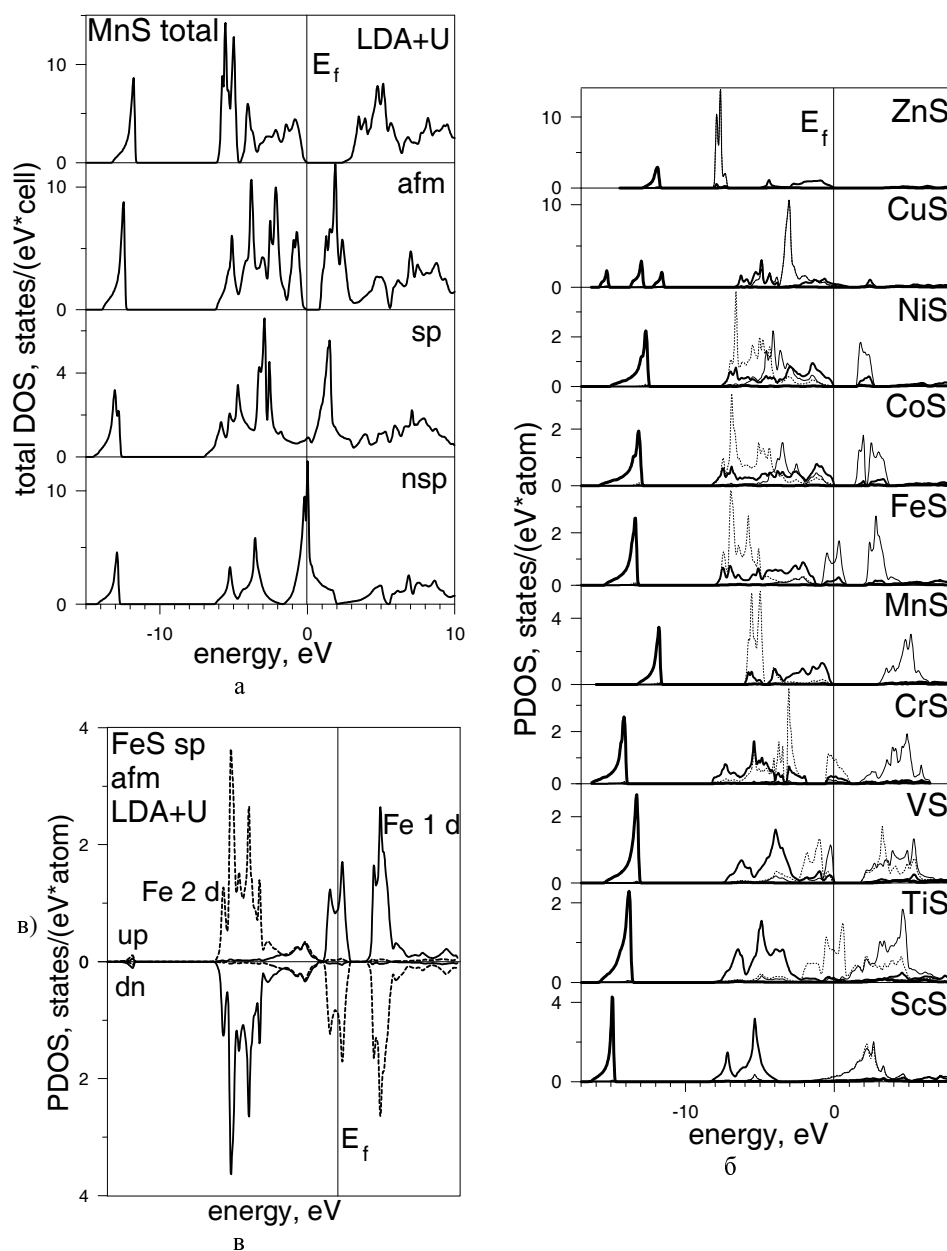 MnS total
LDA+U
E_f
10
0
afm
10
0
sp
4
0
nsp
10
0
total DOS, states/(eV*cell)
-10
0
10
energy, eV
а
4
FeS sp
afm
LDA+U
Fe 1 d
2
Fe 2 d
в)
up
0
dn
2
E_f
4
PDOS, states/(eV*atom)
energy, eV
в
E_f
ZnS
10
0
CuS
10
0
NiS
2
0
CoS
2
0
FeS
2
0
MnS
4
2
0
CrS
2
0
VS
2
0
TiS
2
0
ScS
4
2
0
PDOS, states/(eV*atom)
-10
0
energy, eV
б